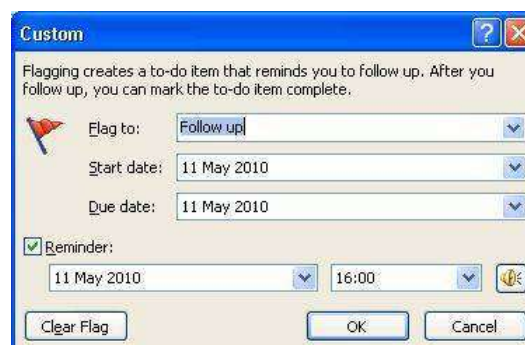 Custom
Flagging creates a to-do item that reminds you to follow up. After you
follow up, you can mark the to-do item complete.
Flag to: Follow up
Start date: 11 May 2010
Due date: 11 May 2010
Reminder:
11 May 2010 16:00
Clear Flag OK Cancel